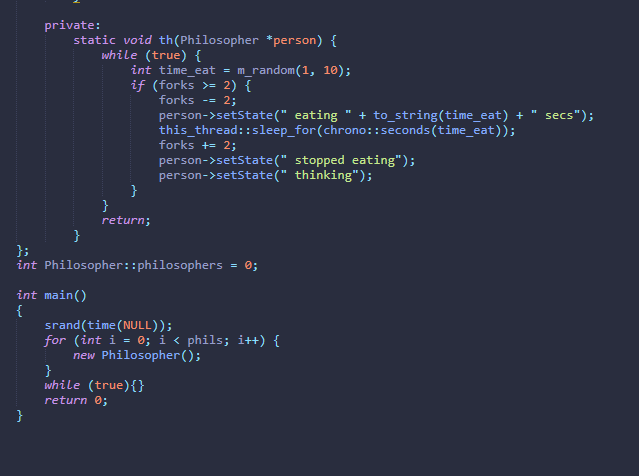 private:
static void th(Philosopher *person) {
while (true) {
int time_eat = m_random(1, 10);
if (forks >= 2) {
forks -= 2;
person->setState(" eating " + to_string(time_eat) + " secs");
this_thread::sleep_for(chrono::seconds(time_eat));
forks += 2;
person->setState(" stopped eating");
person->setState(" thinking");
}
}
return;
}
};
int Philosopher::philosophers = 0;
int main()
{
srand(time(NULL));
for (int i = 0; i < phils; i++) {
new Philosopher();
}
while (true){}
return 0;
}